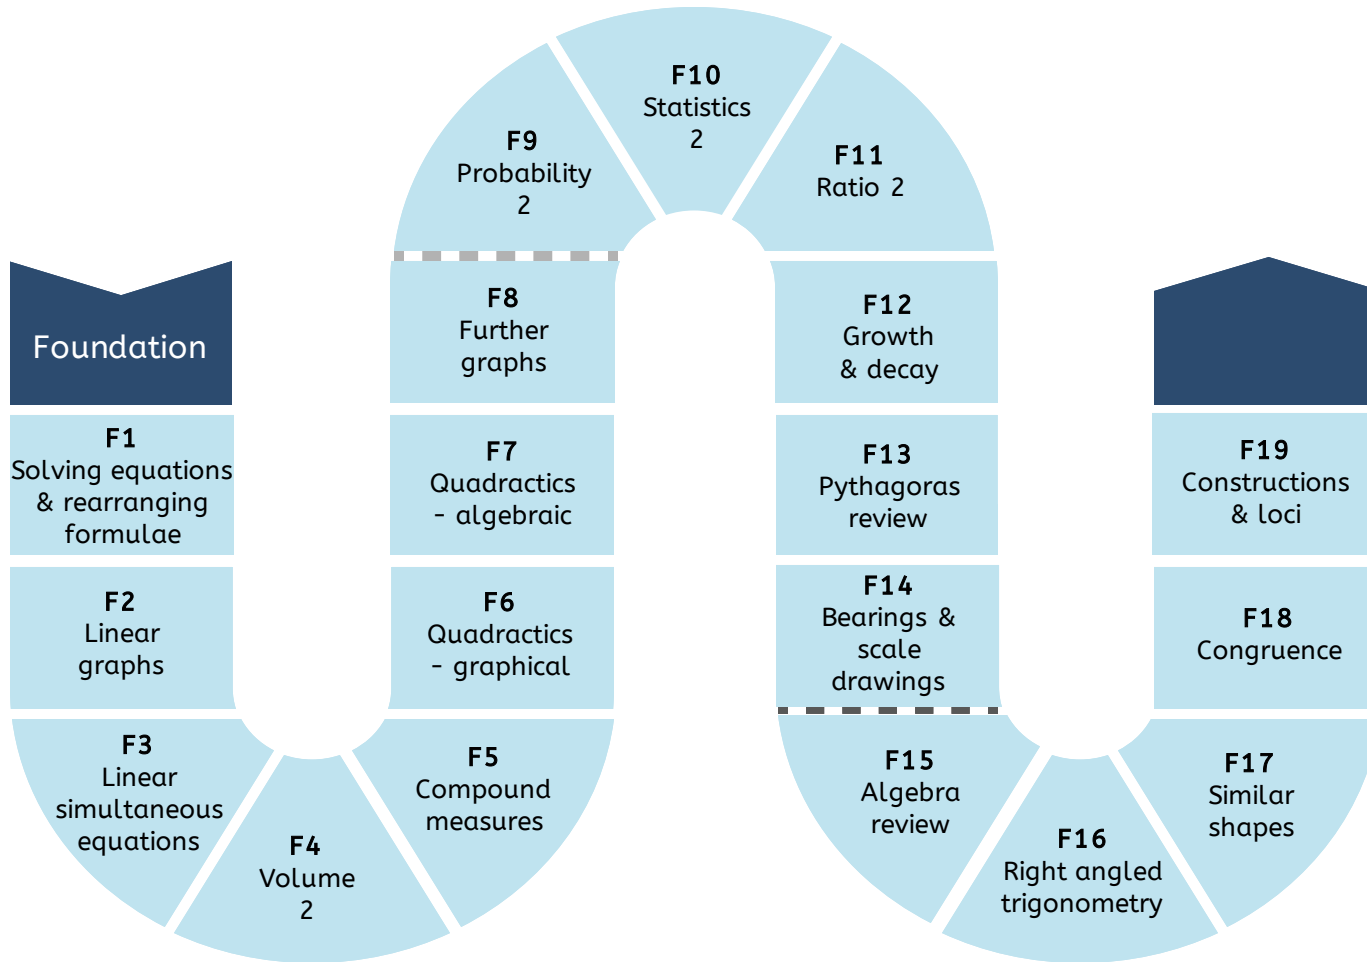 Foundation
F1
Solving equations
& rearranging
formulae
F2
Linear
graphs
F3
Linear
simultaneous
equations
F4
Volume
2
F5
Compound
measures
F6
Quadractics
- graphical
F7
Quadractics
- algebraic
F8
Further
graphs
F9
Probability
2
F10
Statistics
2
F11
Ratio 2
F12
Growth
& decay
F13
Pythagoras
review
F14
Bearings &
scale
drawings
F15
Algebra
review
F16
Right angled
trigonometry
F17
Similar
shapes
F18
Congruence
F19
Constructions
& loci